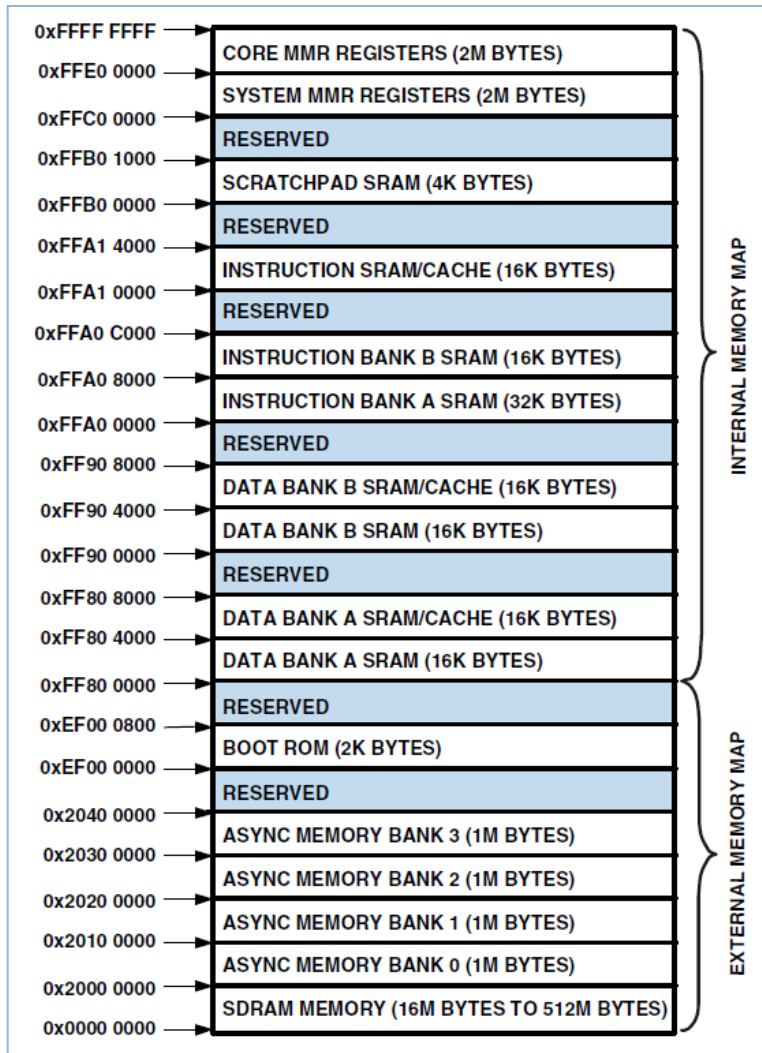 0xFFFF FFFF
CORE MMR REGISTERS (2M BYTES)
0xFFE0 0000
SYSTEM MMR REGISTERS (2M BYTES)
0xFFC0 0000
RESERVED
0xFFB0 1000
SCRATCHPAD SRAM (4K BYTES)
0xFFB0 0000
RESERVED
0xFFA1 4000
INSTRUCTION SRAM/CACHE (16K BYTES)
0xFFA1 0000
RESERVED
0xFFA0 C000
INSTRUCTION BANK B SRAM (16K BYTES)
0xFFA0 8000
INSTRUCTION BANK A SRAM (32K BYTES)
0xFFA0 0000
RESERVED
0xFF90 8000
DATA BANK B SRAM/CACHE (16K BYTES)
0xFF90 4000
DATA BANK B SRAM (16K BYTES)
0xFF90 0000
RESERVED
0xFF80 8000
DATA BANK A SRAM/CACHE (16K BYTES)
0xFF80 4000
DATA BANK A SRAM (16K BYTES)
0xFF80 0000
RESERVED
0xEF00 0800
BOOT ROM (2K BYTES)
0xEF00 0000
RESERVED
0x2040 0000
ASYNC MEMORY BANK 3 (1M BYTES)
0x2030 0000
ASYNC MEMORY BANK 2 (1M BYTES)
0x2020 0000
ASYNC MEMORY BANK 1 (1M BYTES)
0x2010 0000
ASYNC MEMORY BANK 0 (1M BYTES)
0x2000 0000
SDRAM MEMORY (16M BYTES TO 512M BYTES)
0x0000 0000
INTERNAL MEMORY MAP
EXTERNAL MEMORY MAP